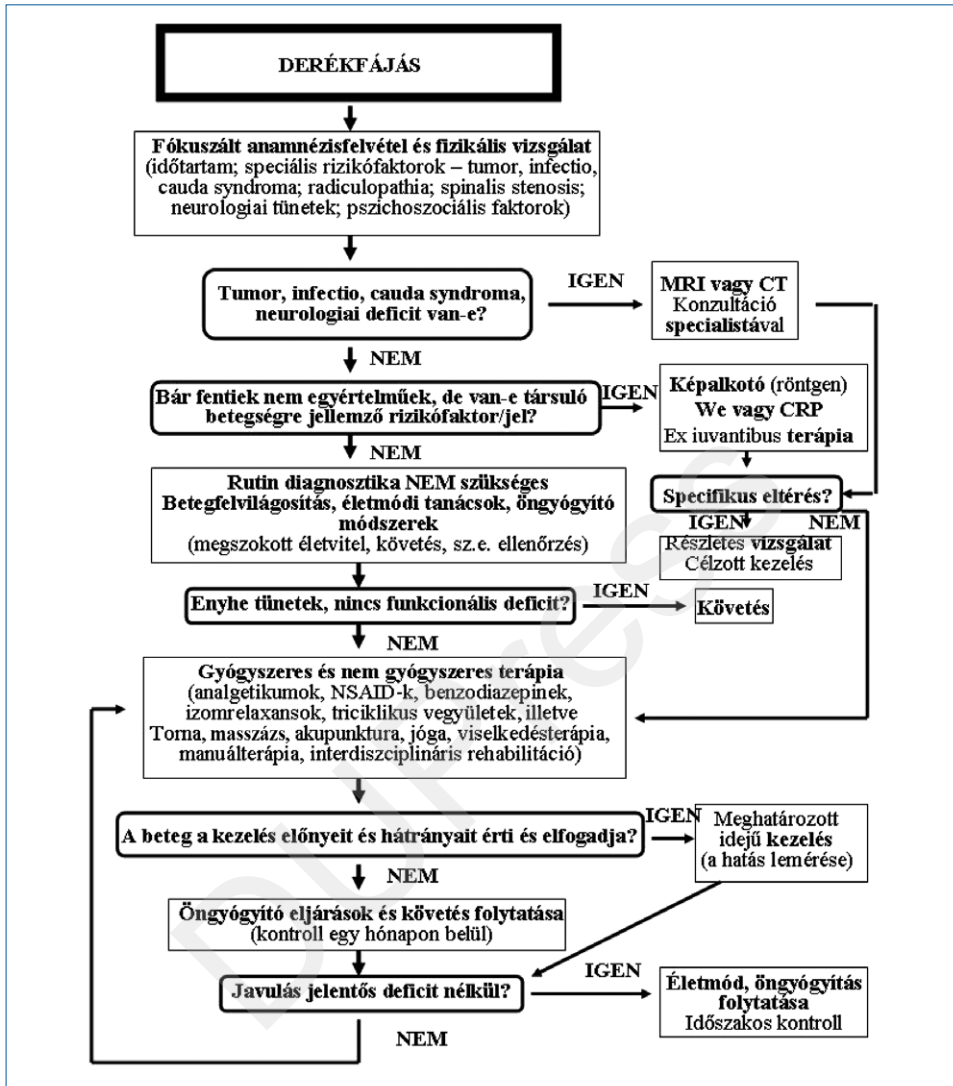 DERÉKFÁJÁS
Fókuszált anamnézisfelvétel és fizikális vizsgálat
(időtartam; speciális rizikófaktorok – tumor, infectio,
cauda syndroma; radiculopathia; spinalis stenosis;
neurologiai tünetek; pszichoszociális faktorok)
Tumor, infectio, cauda syndroma,
neurologiai deficit van-e?
IGEN
MRI vagy CT
Konzultáció
specialistával
NEM
Bár fentiek nem egyértelműek, de van-e társuló
betegségre jellemző rizikófaktor/jel?
IGEN
Képalkotó (röntgen)
We vagy CRP
Ex iuvantibus terápia
NEM
Rutin diagnosztika NEM szükséges
Betegfelvilágosítás, életmódi tanácsok, öngyógyító
módszerek
(megszokott életvitel, követés, sz.e. ellenőrzés)
Specifikus eltérés?
IGEN NEM
Részletes vizsgálat
Célzott kezelés
Enyhe tünetek, nincs funkcionális deficit?
IGEN
Követés
NEM
Gyógyszeres és nem gyógyszeres terápia
(analgetikumok, NSAID-k, benzodiazepinek,
izomrelaxansok, triciklikus vegyületek, illetve
Torna, masszázs, akupunktura, jóga, viselkedésterápia,
manuálterápia, interdiszciplináris rehabilitáció)
A beteg a kezelés előnyeit és hátrányait érti és elfogadja?
IGEN
Meghatározott
idejű kezelés
(a hatás lemérése)
NEM
Öngyógyító eljárások és követés folytatása
(kontroll egy hónapon belül)
Javulás jelentős deficit nélkül?
IGEN
Életmód, öngyógyítás
folytatása
Időszakos kontroll
NEM
DUPress